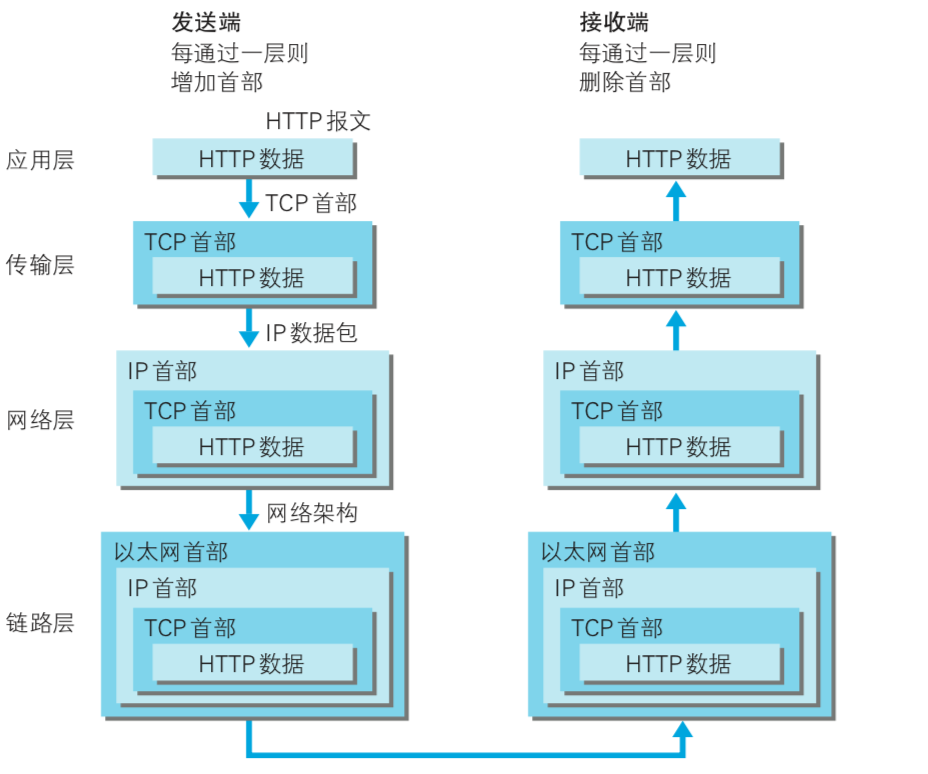 发送端
每通过一层则
增加首部
接收端
每通过一层则
删除首部
HTTP 报文
应用层
HTTP 数据
HTTP 数据
TCP 首部
传输层
TCP 首部
HTTP 数据
TCP 首部
HTTP 数据
IP 数据包
网络层
IP 首部
TCP 首部
HTTP 数据
IP 首部
TCP 首部
HTTP 数据
网络架构
链路层
以太网首部
IP 首部
TCP 首部
HTTP 数据
以太网首部
IP 首部
TCP 首部
HTTP 数据